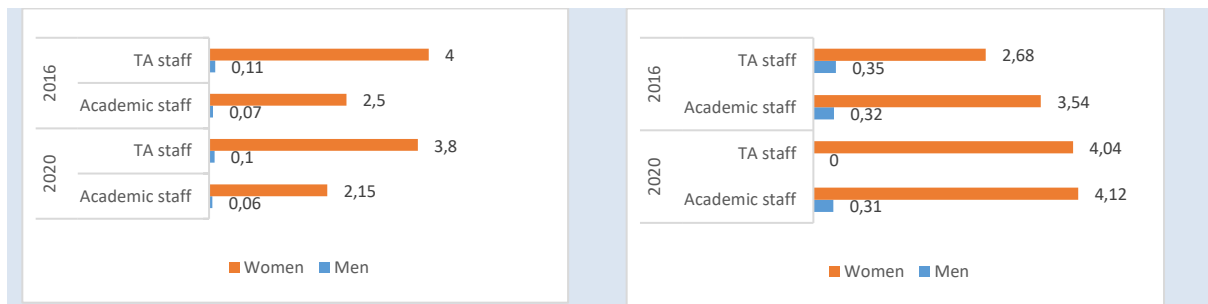 2016
TA staff
4
0,11
Academic staff
2,5
0,07
2020
TA staff
3,8
0,1
Academic staff
2,15
0,06
Women Men
2016
TA staff
2,68
0,35
Academic staff
3,54
0,32
2020
TA staff
4,04
0
Academic staff
4,12
0,31
Women Men